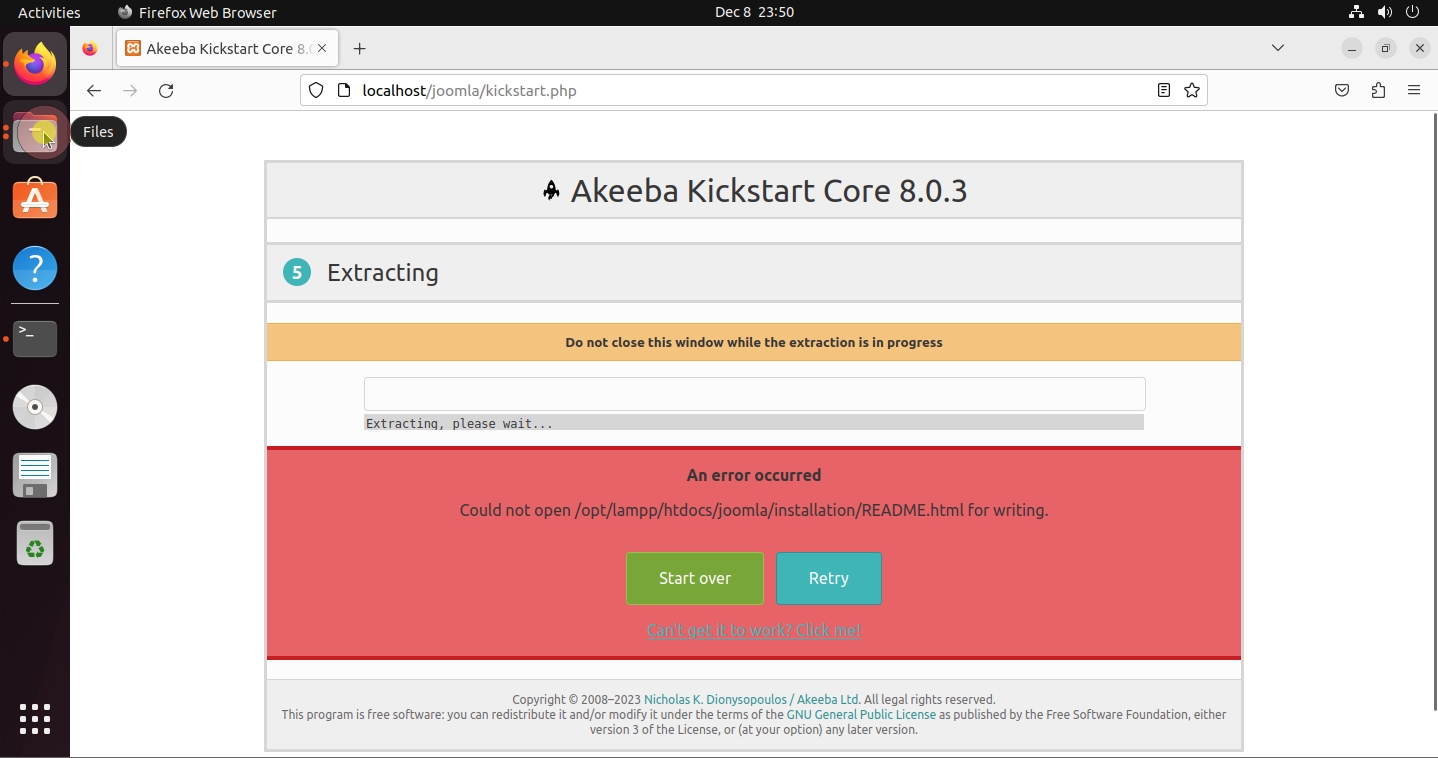 Activities
Firefox Web Browser
Dec 8 23:50
Akeeba Kickstart Core 8.0
localhost/joomla/kickstart.php
Files
Akeeba Kickstart Core 8.0.3
5 Extracting
Do not close this window while the extraction is in progress
Extracting, please wait...
An error occurred
Could not open /opt/lampp/htdocs/joomla/installation/README.html for writing.
Start over
Retry
Can't get it to work? Click me!
Copyright © 2008–2023 Nicholas K. Dionysopoulos / Akeeba Ltd. All legal rights reserved.
This program is free software: you can redistribute it and/or modify it under the terms of the GNU General Public License as published by the Free Software Foundation, either
version 3 of the License, or (at your option) any later version.